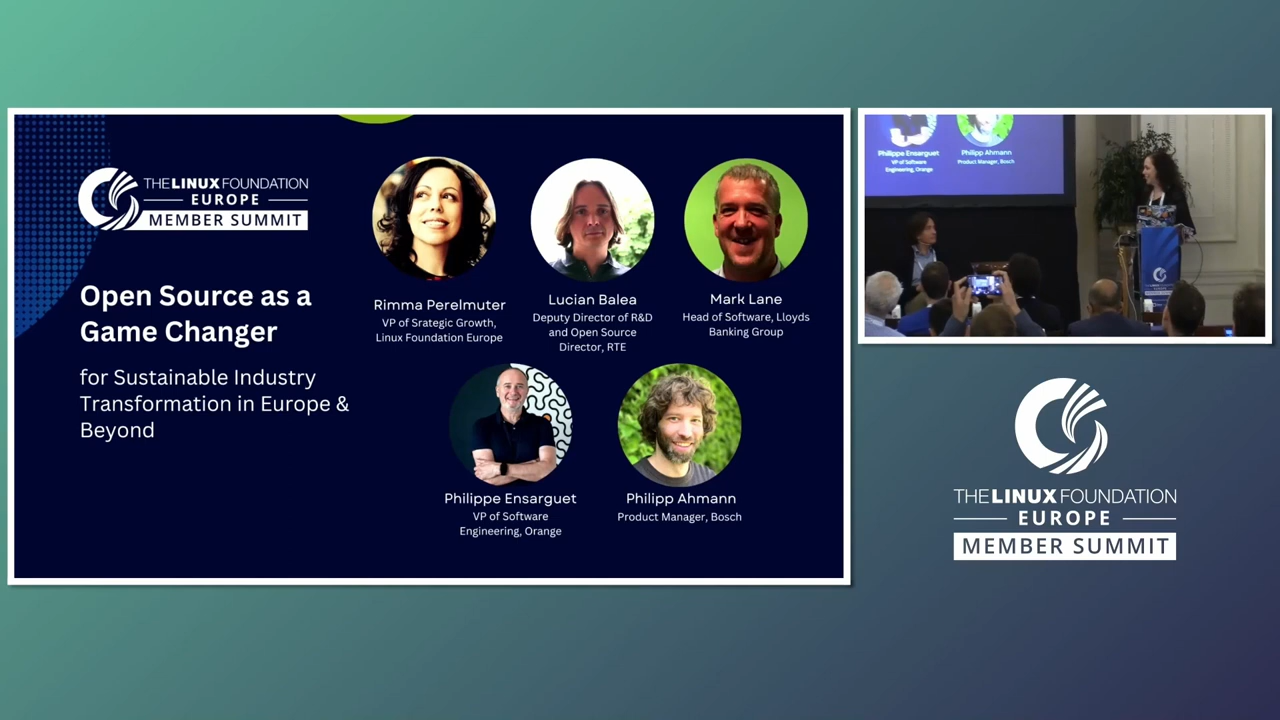 THE LINUX FOUNDATION
EUROPE
MEMBER SUMMIT
Open Source as a
Game Changer
for Sustainable Industry
Transformation in Europe &
Beyond
Rimma Perelmuter
VP of Srategic Growth,
Linux Foundation Europe
Lucian Balea
Deputy Director of R&D
and Open Source
Director, RTE
Mark Lane
Head of Software, Lloyds
Banking Group
Philippe Ensarguet
VP of Software
Engineering, Orange
Philipp Ahmann
Product Manager, Bosch
Philippe Ensarguet
VP of Software
Engineering, Orange
Philipp Ahmann
Product Manager, Bosch
THE LINUX FOUNDATION
EUROPE
MEMBER SUMMIT